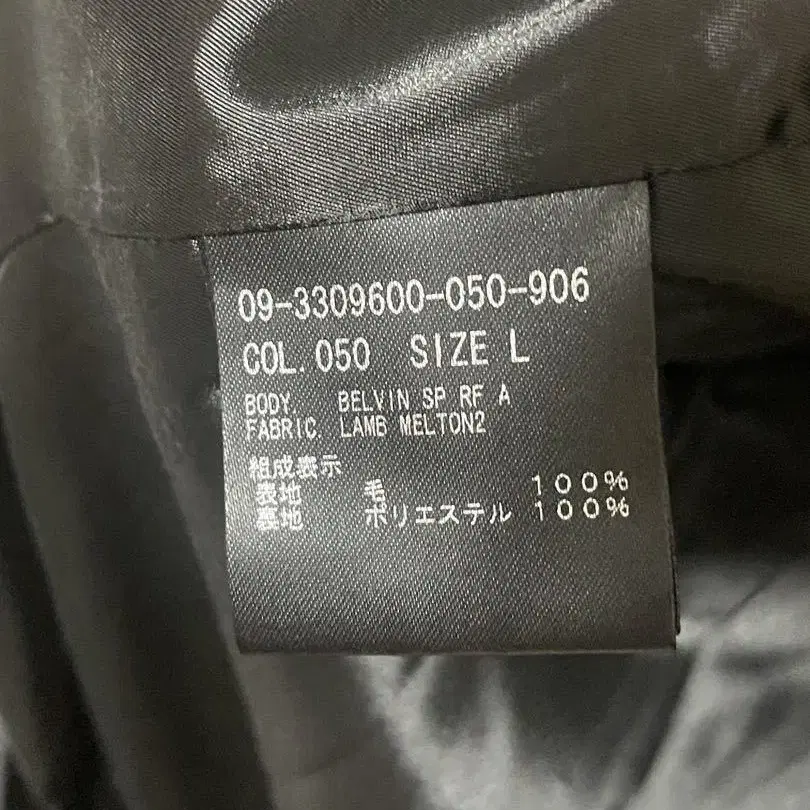 09-3309600-050-906
COL. 050 SIZE L
BODY. BELVIN SP RF A
FABRIC. LAMB MELTON2
組成表示
表地 毛 100%
裏地 ポリエステル 100%